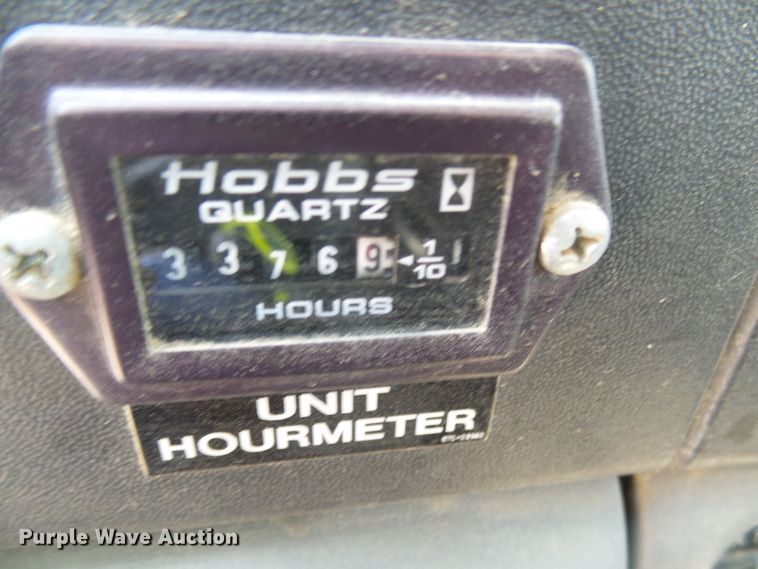 Hobbs
QUARTZ
3 3 7 6 9 1/10
HOURS
UNIT
HOURMETER
Purple Wave Auction